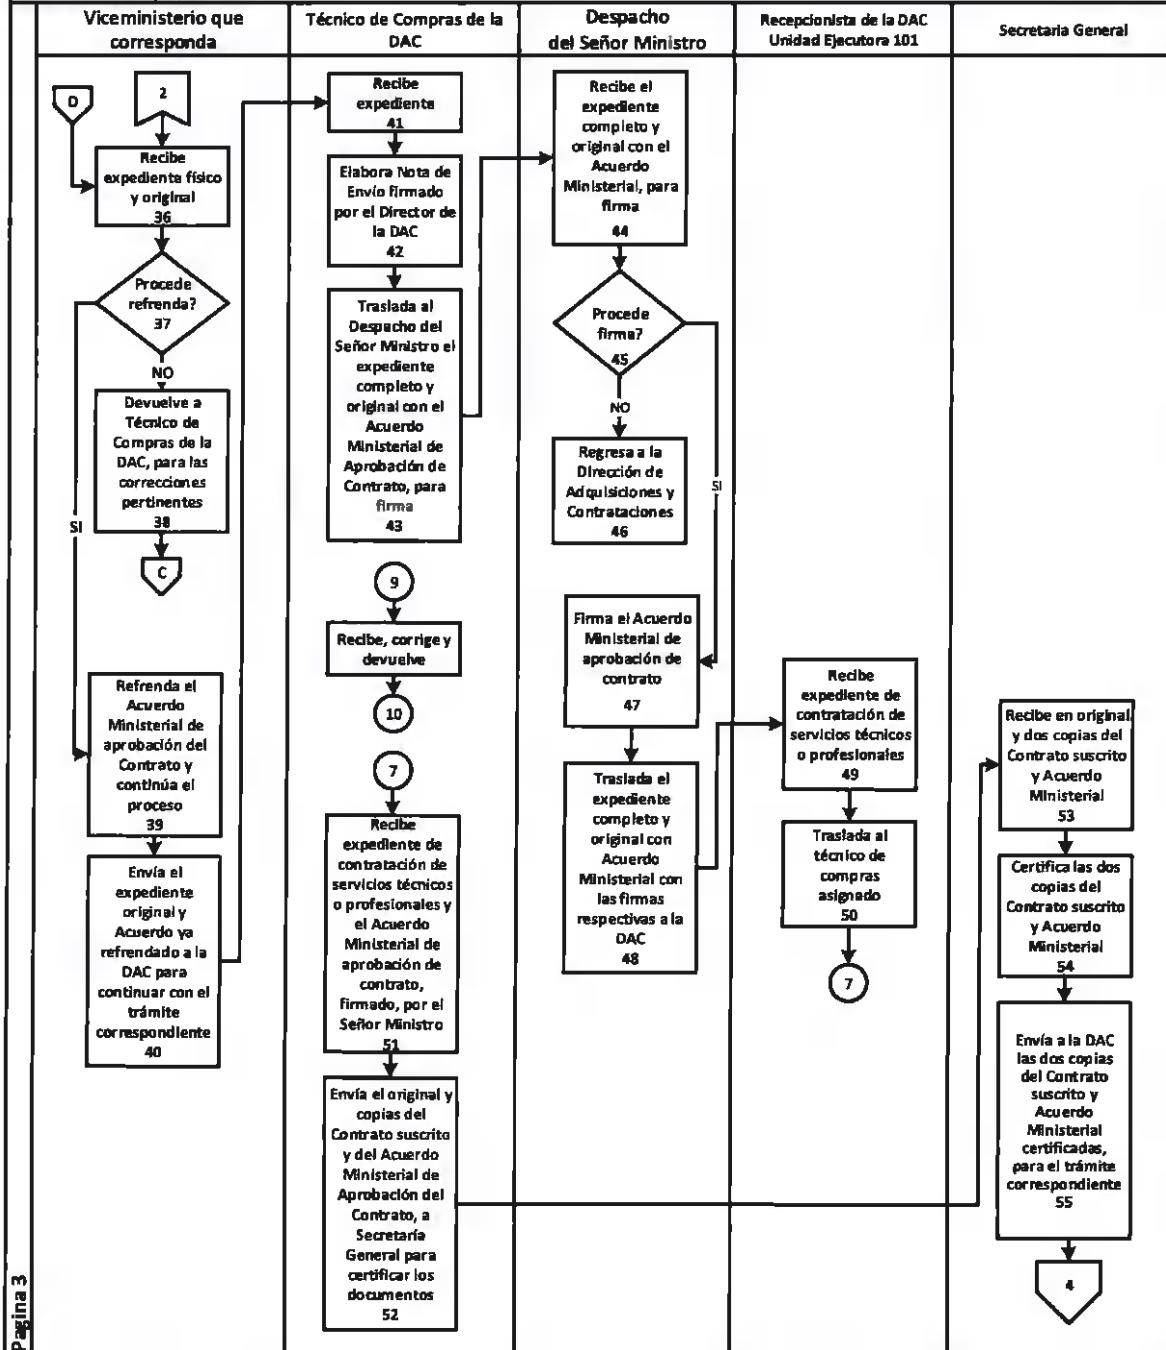 Viceministerio que
corresponda
Técnico de Compras de la
DAC
Despacho
del Señor Ministro
Recepcionista de la DAC
Unidad Ejecutora 101
Secretaria General
D
2
Recibe
expediente físico
y original
36
Procede
refrenda?
37
NO
SI
Devuelve a
Técnico de
Compras de la
DAC, para las
correcciones
pertinentes
38
C
Refrenda el
Acuerdo
Ministerial de
aprobación del
Contrato y
continúa el
proceso
39
Envía el
expediente
original y
Acuerdo ya
refrendado a la
DAC para
continuar con el
trámite
correspondiente
40
Recibe
expediente
41
Elabora Nota de
Envío firmado
por el Director de
la DAC
42
Traslada al
Despacho del
Señor Ministro el
expediente
completo y
original con el
Acuerdo
Ministerial de
Aprobación de
Contrato, para
firma
43
9
Recibe, corrige y
devuelve
10
7
Recibe
expediente de
contratación de
servicios técnicos
o profesionales y
el Acuerdo
Ministerial de
aprobación de
contrato,
firmado, por el
Señor Ministro
51
Envía el original y
copias del
Contrato suscrito
y del Acuerdo
Ministerial de
Aprobación del
Contrato, a
Secretaría
General para
certificar los
documentos
52
Recibe el
expediente
completo y
original con el
Acuerdo
Ministerial, para
firma
44
Procede
firma?
45
NO
SI
Regresa a la
Dirección de
Adquisiciones y
Contrataciones
46
Firma el Acuerdo
Ministerial de
aprobación de
contrato
47
Traslada el
expediente
completo y
original con
Acuerdo
Ministerial con
las firmas
respectivas a la
DAC
48
Recibe
expediente de
contratación de
servicios técnicos
o profesionales
49
Traslada al
técnico de
compras
asignado
50
7
Recibe en original
y dos copias del
Contrato suscrito
y Acuerdo
Ministerial
53
Certifica las dos
copias del
Contrato suscrito
y Acuerdo
Ministerial
54
Envía a la DAC
las dos copias
del Contrato
suscrito y
Acuerdo
Ministerial
certificadas,
para el trámite
correspondiente
55
4
Pagina 3